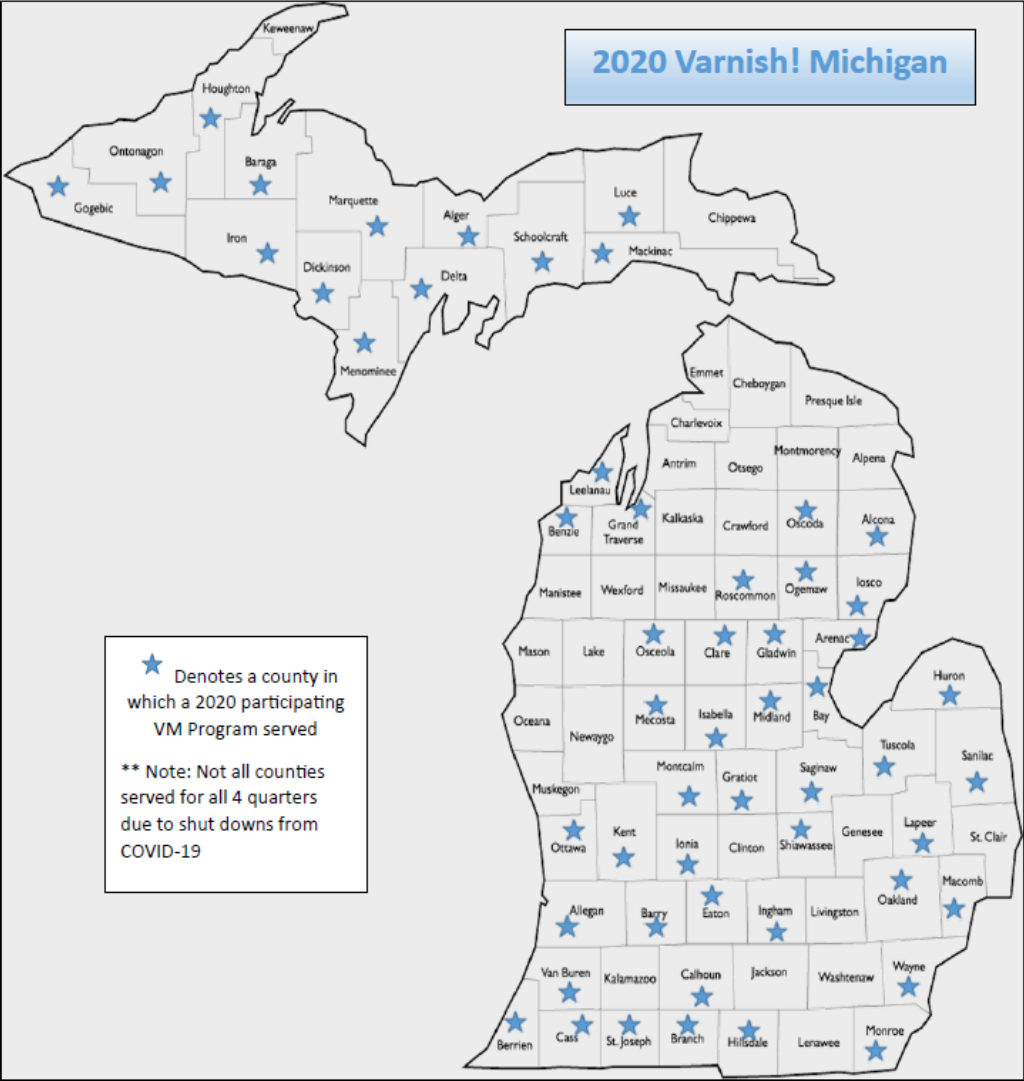 2020 Varnish! Michigan
Keweenaw
Houghton
Ontonagon
Baraga
Gogebic
Marquette
Iron
Dickinson
Alger
Luce
Chippewa
Schoolcraft
Mackinac
Delta
Menominee
Emmet
Cheboygan
Presque Isle
Charlevoix
Antrim
Otsego
Montmorency
Alpena
Leelanau
Benzie
Grand
Traverse
Kalkaska
Crawford
Oscoda
Alcona
Manistee
Wexford
Missaukee
Roscommon
Ogemaw
Iosco
Mason
Lake
Osceola
Clare
Gladwin
Arenac
Huron
Oceana
Newaygo
Mecosta
Isabella
Midland
Bay
Tuscola
Sanilac
Muskegon
Montcalm
Gratiot
Saginaw
Ottawa
Kent
Ionia
Clinton
Shiawassee
Genesee
Lapeer
St. Clair
Allegan
Barry
Eaton
Ingham
Livingston
Oakland
Macomb
Van Buren
Kalamazoo
Calhoun
Jackson
Washtenaw
Wayne
Berrien
Cass
St. Joseph
Branch
Hillsdale
Lenawee
Monroe
Denotes a county in
which a 2020 participating
VM Program served
** Note: Not all counties
served for all 4 quarters
due to shut downs from
COVID-19